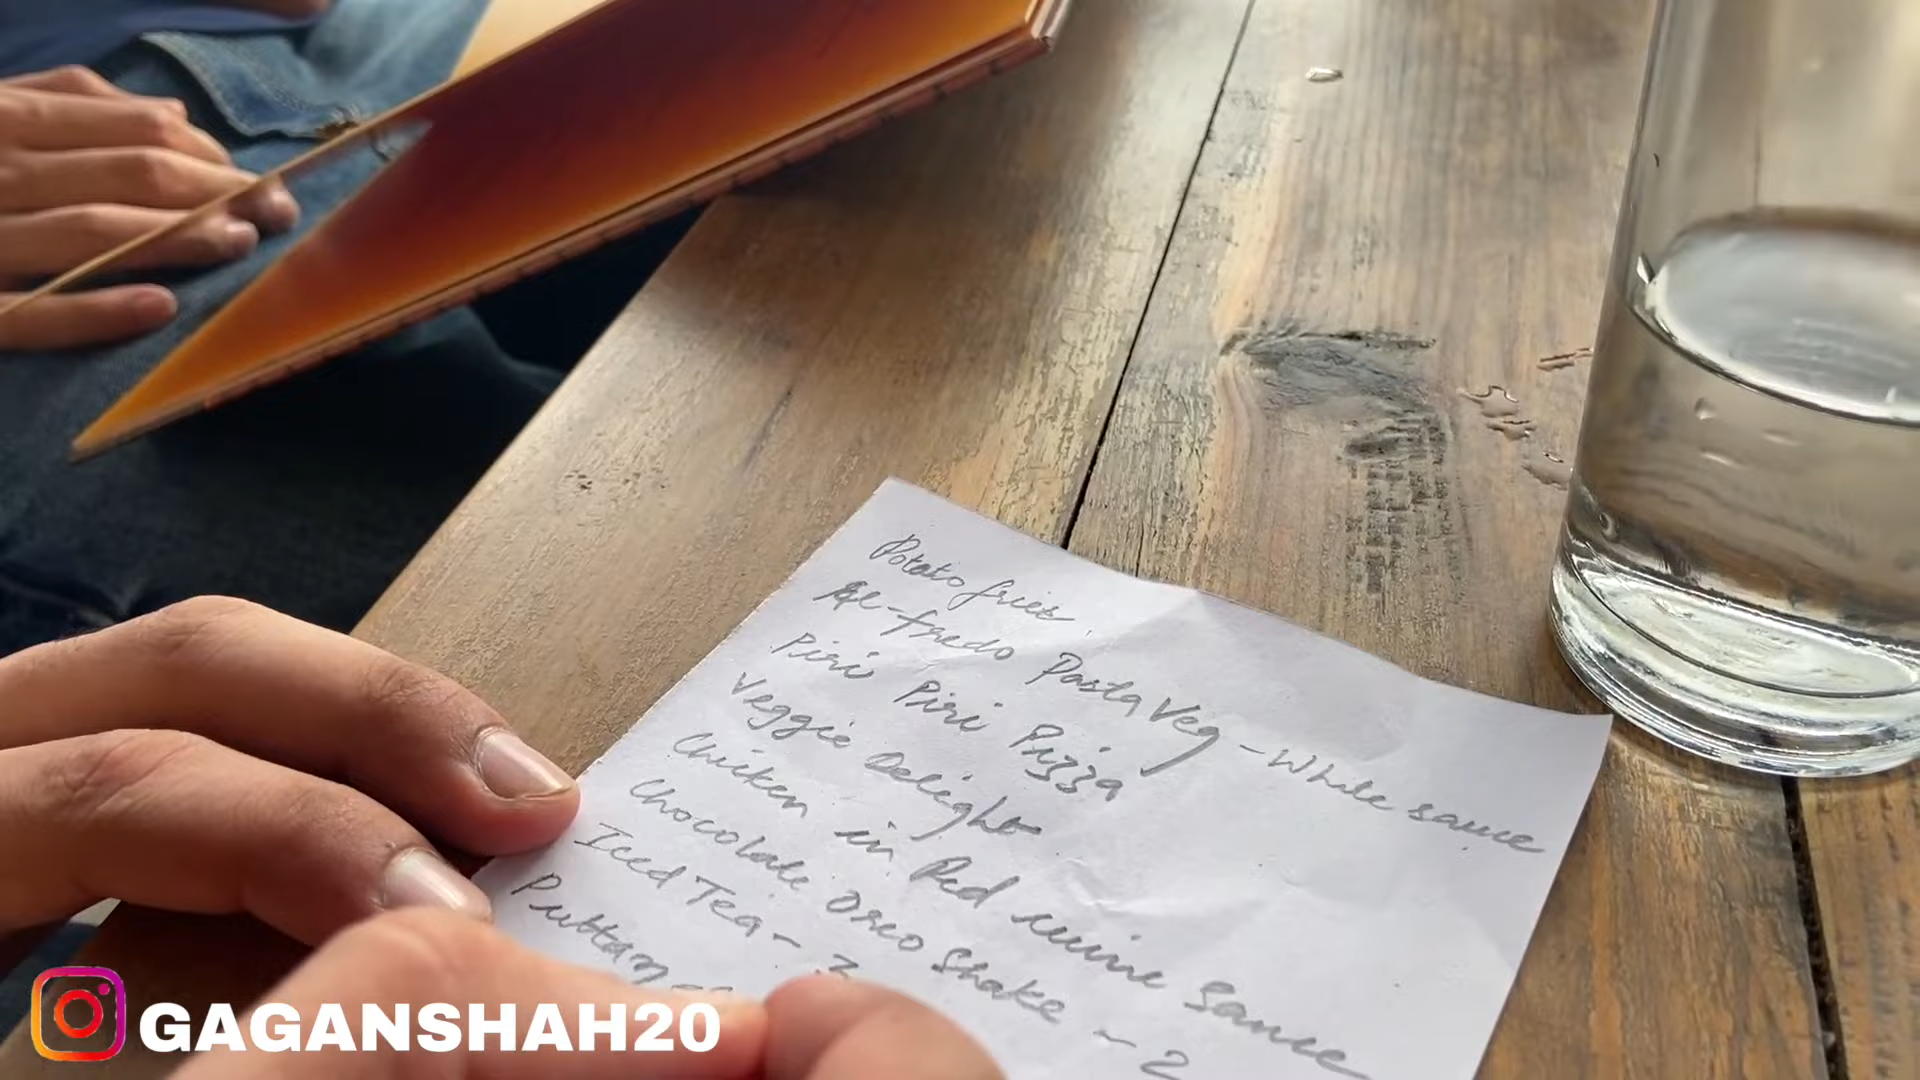 Potato fries
Al-fredo Pasta Veg - White sauce
Piri Piri Pizza
Veggie Delight
Chicken in Red wine Sauce
Chocolate Oreo Shake - 2
Iced Tea -
GAGANSHAH20